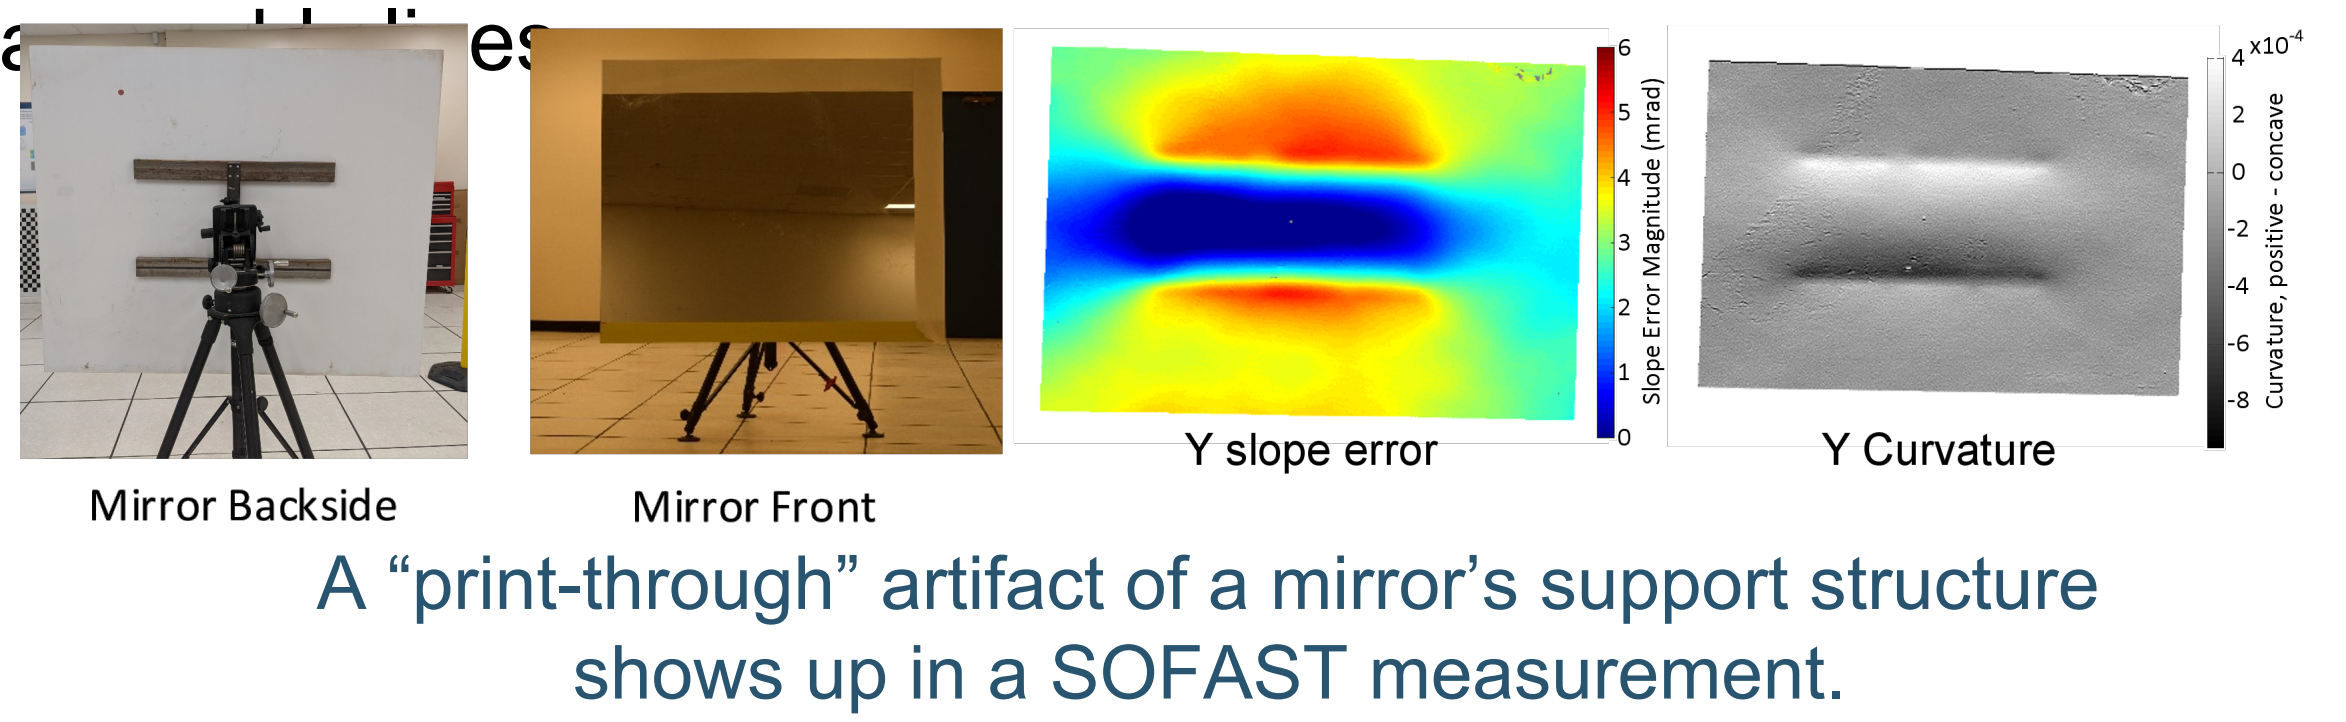 es
6
5
4
3
2
1
0
Slope Error Magnitude (mrad)
4 x10-4
2
0
-2
-4
-6
-8
Curvature, positive - concave
Y slope error
Y Curvature
Mirror Backside
Mirror Front
A “print-through” artifact of a mirror’s support structure
shows up in a SOFAST measurement.